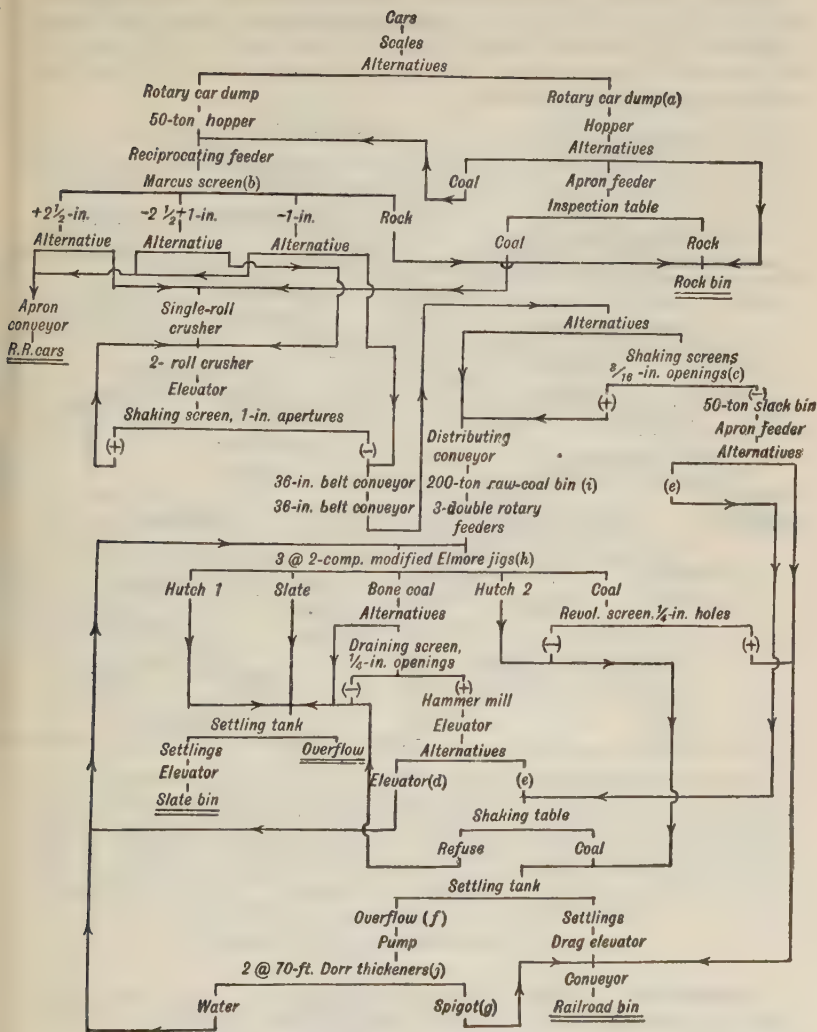 Cars
Scales
Alternatives
Rotary car dump Rotary car dump(a)
50-ton hopper Hopper
Reciprocating feeder Alternatives
Marcus screen(b) Coal Apron feeder
+2½-in. -2½+1-in. -1-in. Rock Inspection table
Alternative Alternative Alternative Coal Rock
Rock bin
Apron conveyor
R.R. cars
Single-roll crusher
Alternatives
2-roll crusher
Shaking screens
3/16-in. openings(c)
Elevator
(+) (-)
Shaking screen, 1-in. apertures
50-ton slack bin
(+) (-)
Distributing conveyor
Apron feeder
Alternatives
36-in. belt conveyor 200-ton raw-coal bin (i) (e)
36-in. belt conveyor 3-double rotary feeders
3 @ 2-comp. modified Elmore jigs(h)
Hutch 1 Slate Bone coal Hutch 2 Coal
Alternatives Revol. screen.¼-in. holes
Draining screen, (-) (+)
¼-in. openings
(-) (+)
Hammer mill
Settling tank Elevator
Settlings Overflow Alternatives
Elevator Elevator(d) (e)
Slate bin
Shaking table
Refuse Coal
Settling tank
Overflow (f) Settlings
Pump Drag elevator
2 @ 70-ft. Dorr thickeners(j) Conveyor
Water Spigot(g) Railroad bin